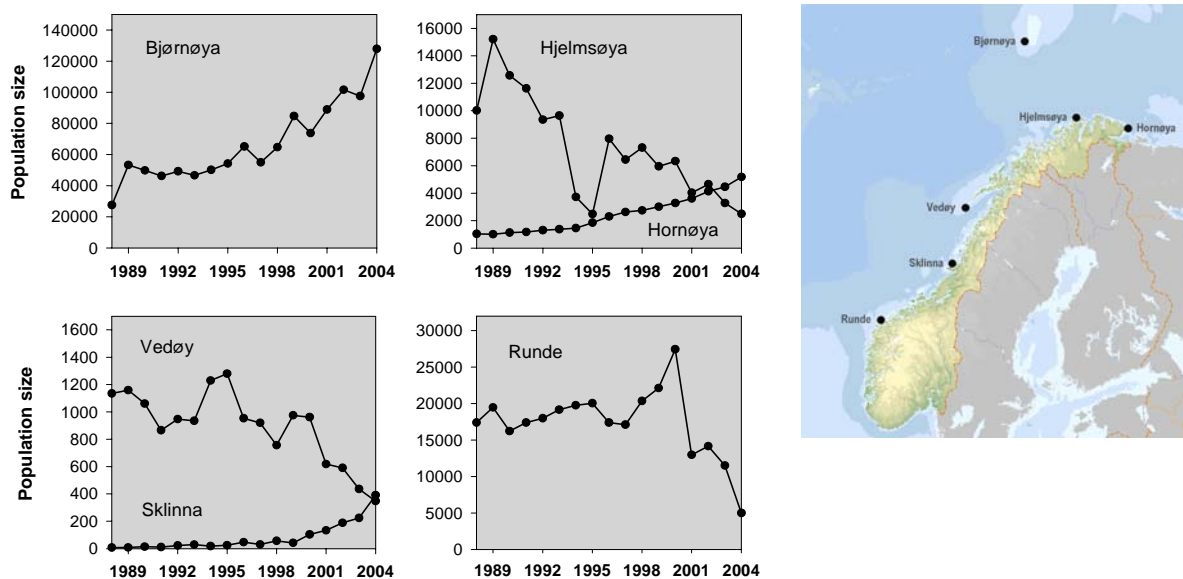 Population size
140000
120000
100000
80000
60000
40000
20000
0
Bjørnøya
1989 1992 1995 1998 2001 2004
16000
14000
12000
10000
8000
6000
4000
2000
0
Hjelmsøya
Hornøya
1989 1992 1995 1998 2001 2004
Bjørnøya
Hjelmsøya
Hornøya
Vedøy
Sklinna
Runde
Population size
1600
1400
1200
1000
800
600
400
200
0
Vedøy
Sklinna
1989 1992 1995 1998 2001 2004
30000
25000
20000
15000
10000
5000
0
Runde
1989 1992 1995 1998 2001 2004